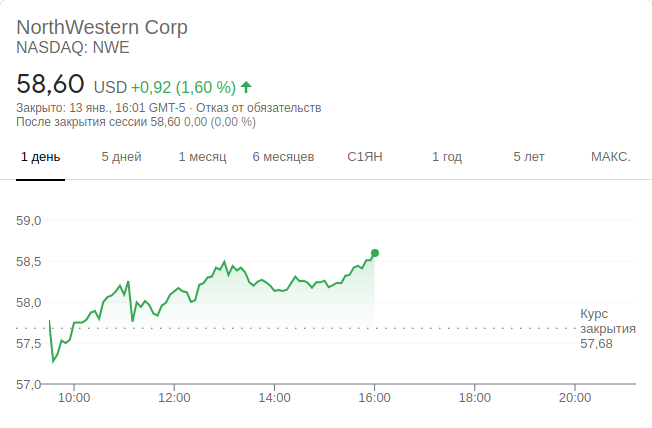 NorthWestern Corp
NASDAQ: NWE
58,60 USD +0,92 (1,60 %)
Закрыто: 13 янв., 16:01 GMT-5 · Отказ от обязательств
После закрытия сессии 58,60 0,00 (0,00 %)
1 день 5 дней 1 месяц 6 месяцев С1ЯН 1 год 5 лет МАКС.
59,0
58,5
58,0
57,5
57,0
Курс
закрытия
57,68
10:00 12:00 14:00 16:00 18:00 20:00